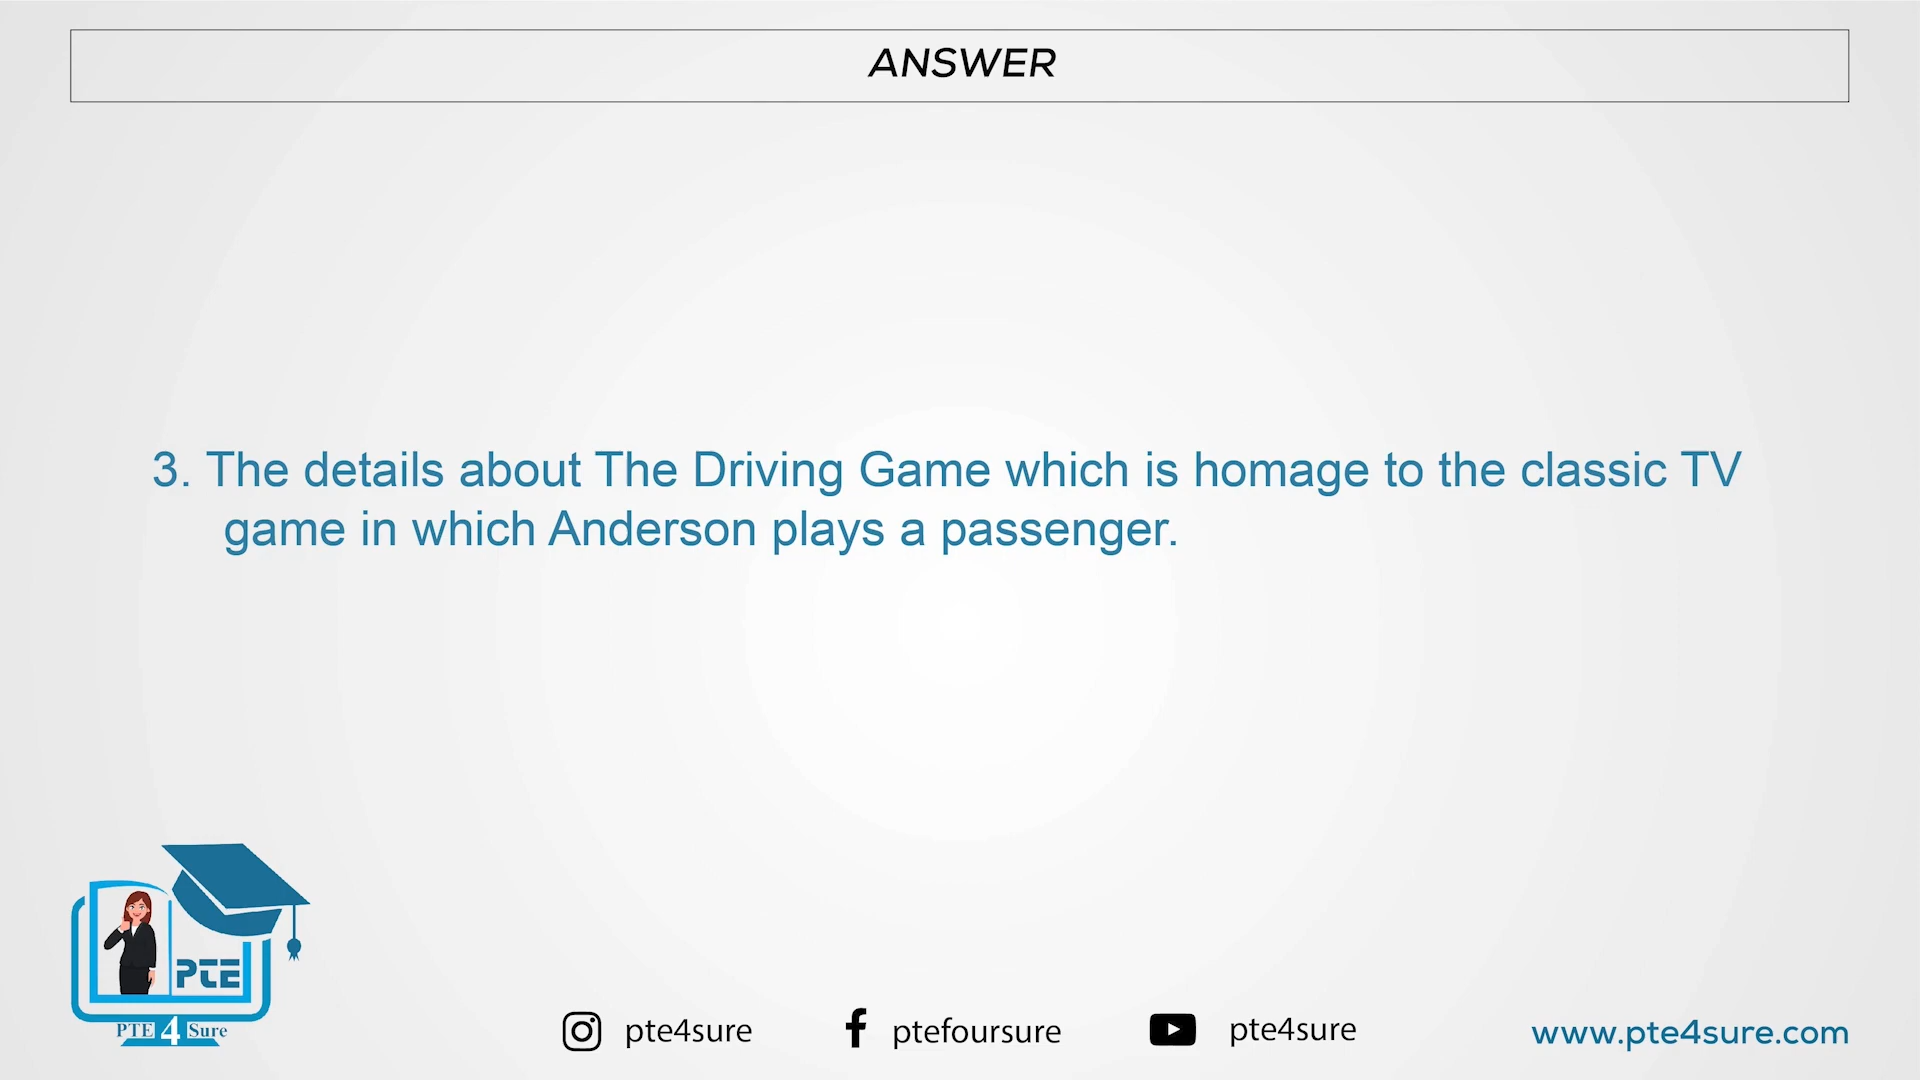 ANSWER
3. The details about The Driving Game which is homage to the classic TV
game in which Anderson plays a passenger.
PTE
PTE 4 Sure
pte4sure
ptefoursure
pte4sure
www.pte4sure.com